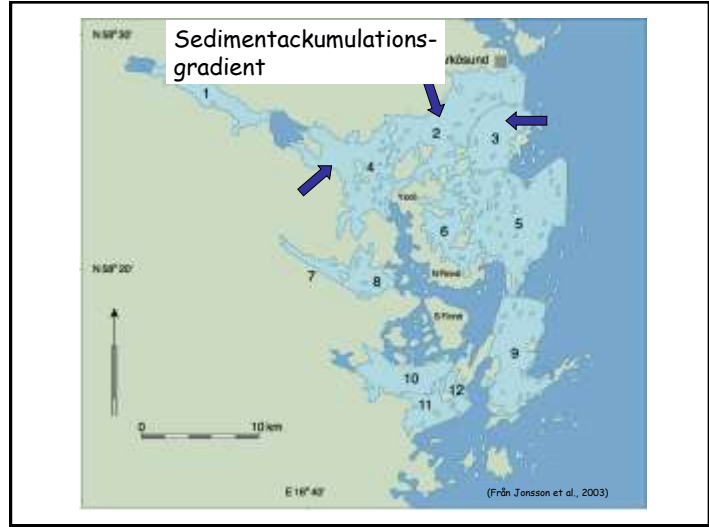 N 58° 30'
Sedimentackumulations-
gradient
rkösund
1
2
3
4
5
6
N 58° 20'
7
8
9
10
12
11
0 10 km
E 16° 40'
(Från Jonsson et al., 2003)